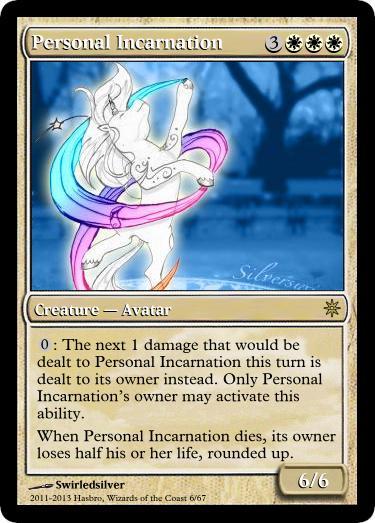 Personal Incarnation 3
Silversw
Creature — Avatar
0: The next 1 damage that would be
dealt to Personal Incarnation this turn is
dealt to its owner instead. Only Personal
Incarnation's owner may activate this
ability.
When Personal Incarnation dies, its owner
loses half his or her life, rounded up.
6/6
Swirledsilver
2011-2013 Hasbro, Wizards of the Coast 6/67